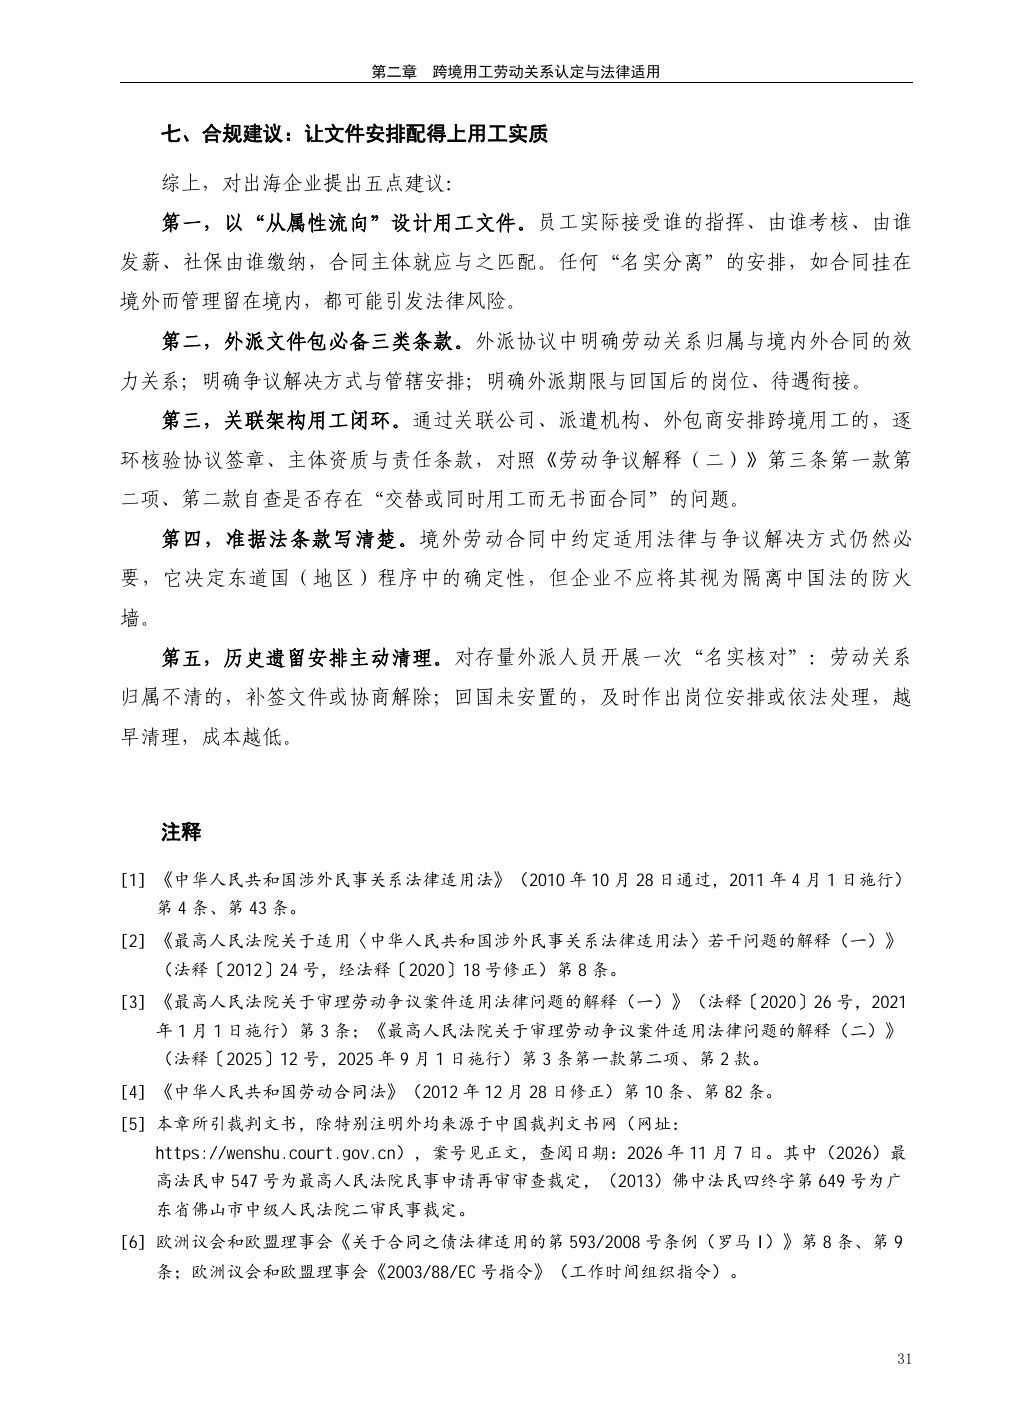 第二章　跨境用工劳动关系认定与法律适用
七、合规建议：让文件安排配得上用工实质
综上，对出海企业提出五点建议：
第一，以“从属性流向”设计用工文件。员工实际接受谁的指挥、由谁考核、由谁
发薪、社保由谁缴纳，合同主体就应与之匹配。任何“名实分离”的安排，如合同挂在
境外而管理留在境内，都可能引发法律风险。
第二，外派文件包必备三类条款。外派协议中明确劳动关系归属与境内外合同的效
力关系；明确争议解决方式与管辖安排；明确外派期限与回国后的岗位、待遇衔接。
第三，关联架构用工闭环。通过关联公司、派遣机构、外包商安排跨境用工的，逐
环核验协议签章、主体资质与责任条款，对照《劳动争议解释（二）》第三条第一款第
二项、第二款自查是否存在“交替或同时用工而无书面合同”的问题。
第四，准据法条款写清楚。境外劳动合同中约定适用法律与争议解决方式仍然必
要，它决定东道国（地区）程序中的确定性，但企业不应将其视为隔离中国法的防火
墙。
第五，历史遗留安排主动清理。对存量外派人员开展一次“名实核对”：劳动关系
归属不清的，补签文件或协商解除；回国未安置的，及时作出岗位安排或依法处理，越
早清理，成本越低。
注释
[1] 《中华人民共和国涉外民事关系法律适用法》（2010 年 10 月 28 日通过，2011 年 4 月 1 日施行）
第 4 条、第 43 条。
[2] 《最高人民法院关于适用〈中华人民共和国涉外民事关系法律适用法〉若干问题的解释（一）》
（法释〔2012〕24 号，经法释〔2020〕18 号修正）第 8 条。
[3] 《最高人民法院关于审理劳动争议案件适用法律问题的解释（一）》（法释〔2020〕26 号，2021
年 1 月 1 日施行）第 3 条；《最高人民法院关于审理劳动争议案件适用法律问题的解释（二）》
（法释〔2025〕12 号，2025 年 9 月 1 日施行）第 3 条第一款第二项、第 2 款。
[4] 《中华人民共和国劳动合同法》（2012 年 12 月 28 日修正）第 10 条、第 82 条。
[5] 本章所引裁判文书，除特别注明外均来源于中国裁判文书网（网址：
https://wenshu.court.gov.cn），案号见正文，查阅日期：2026 年 11 月 7 日。其中（2026）最
高法民申 547 号为最高人民法院民事申请再审审查裁定，（2013）佛中法民四终字第 649 号为广
东省佛山市中级人民法院二审民事裁定。
[6] 欧洲议会和欧盟理事会《关于合同之债法律适用的第 593/2008 号条例（罗马 I）》第 8 条、第 9
条；欧洲议会和欧盟理事会《2003/88/EC 号指令》（工作时间组织指令）。
31